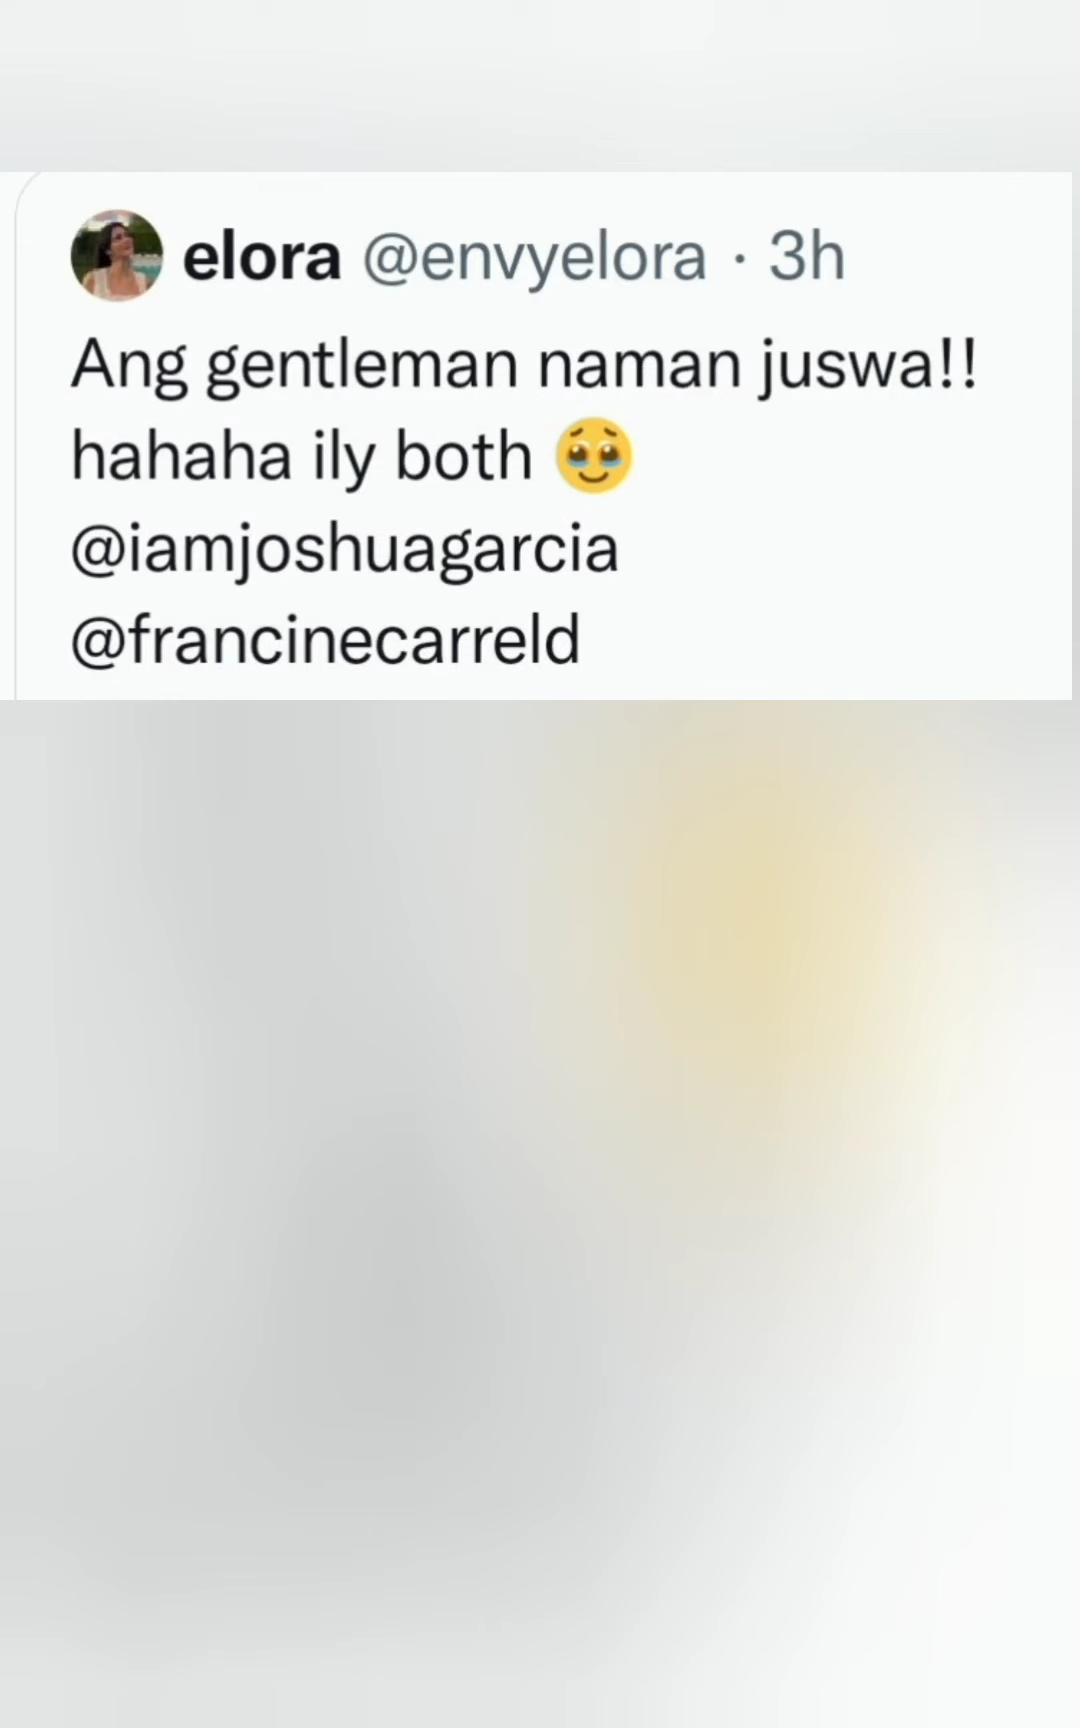 elora @envyelora · 3h
Ang gentleman naman juswa!!
hahaha ily both 🥹
@iamjoshuagarcia
@francinecarreld